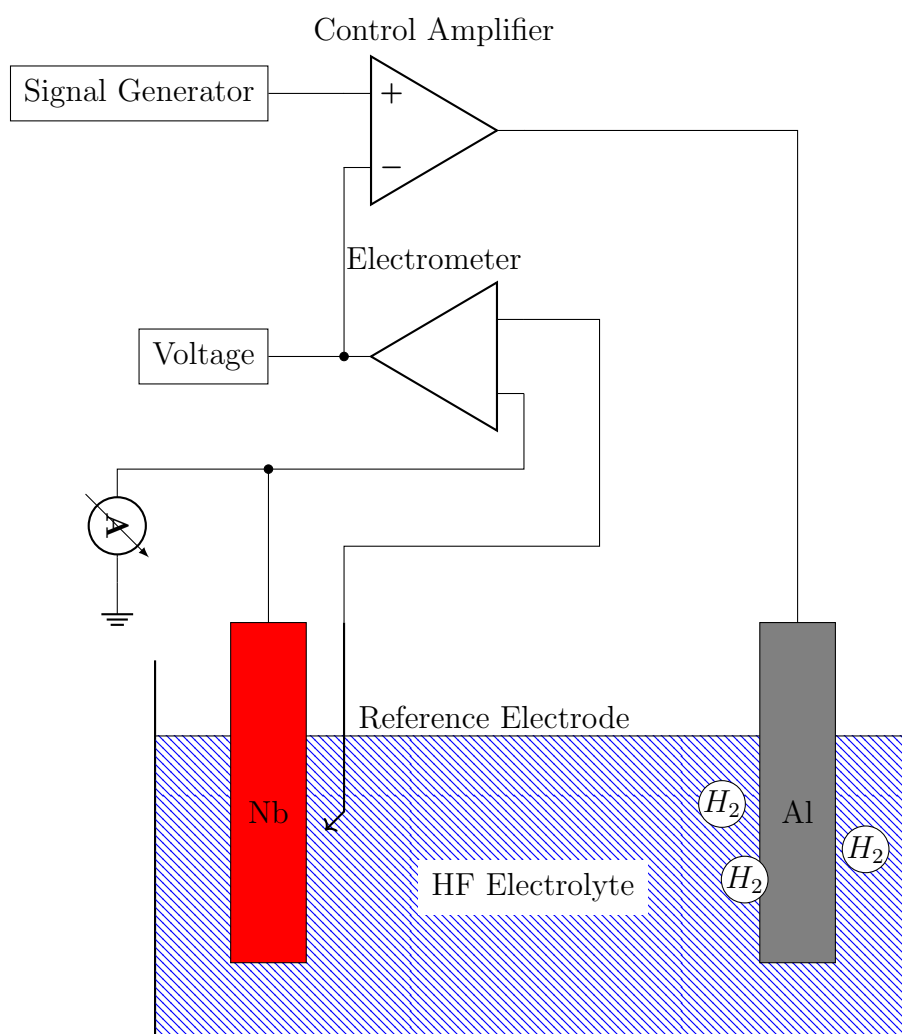 Control Amplifier
Signal Generator
+
−
Electrometer
Voltage
A
Reference Electrode
Nb
H₂
Al
H₂
H₂
HF Electrolyte